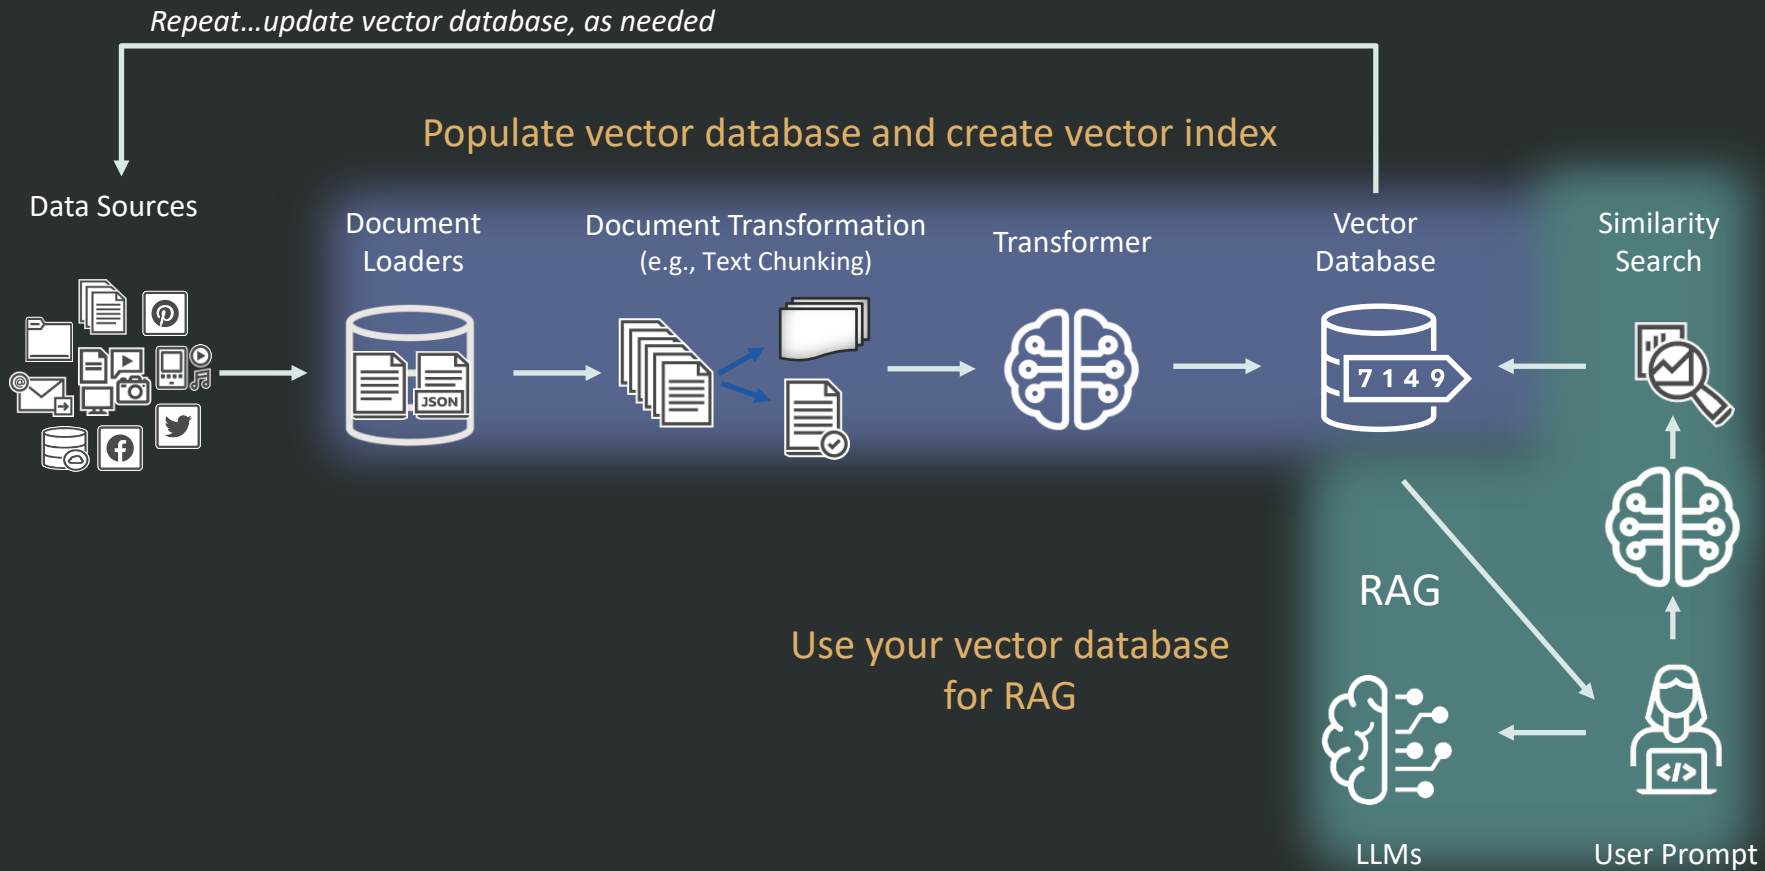 Repeat...update vector database, as needed
Populate vector database and create vector index
Data Sources
Document
Loaders
Document Transformation
(e.g., Text Chunking)
Transformer
Vector
Database
Similarity
Search
JSON
7 1 4 9
@
RAG
Use your vector database
for RAG
</>
LLMs
User Prompt